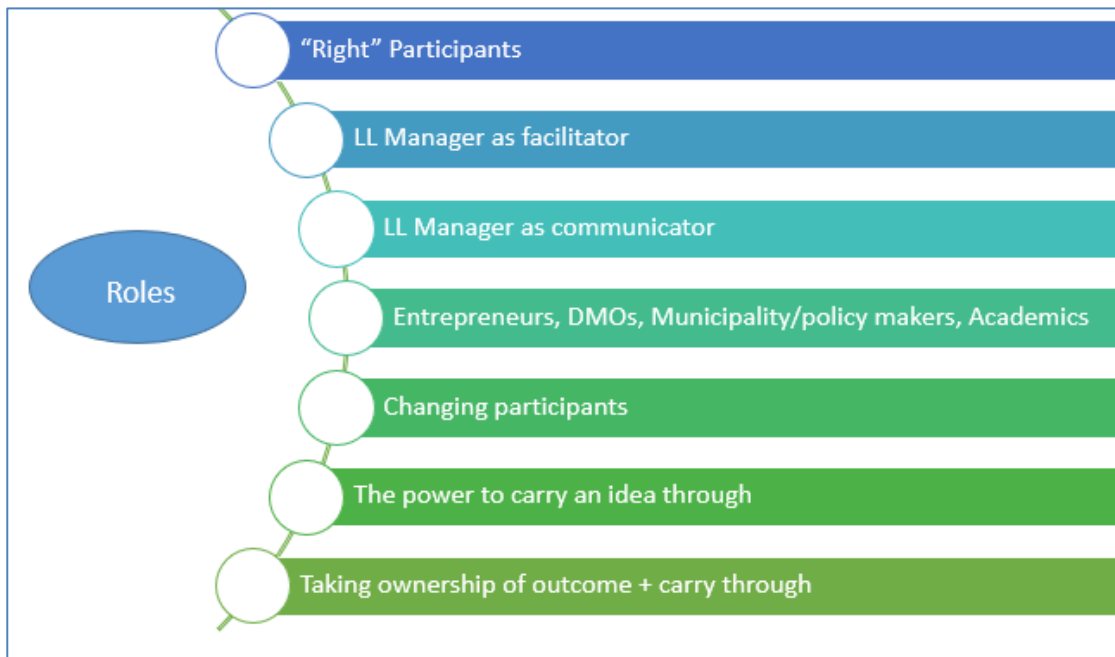 “Right” Participants
LL Manager as facilitator
LL Manager as communicator
Roles
Entrepreneurs, DMOs, Municipality/policy makers, Academics
Changing participants
The power to carry an idea through
Taking ownership of outcome + carry through